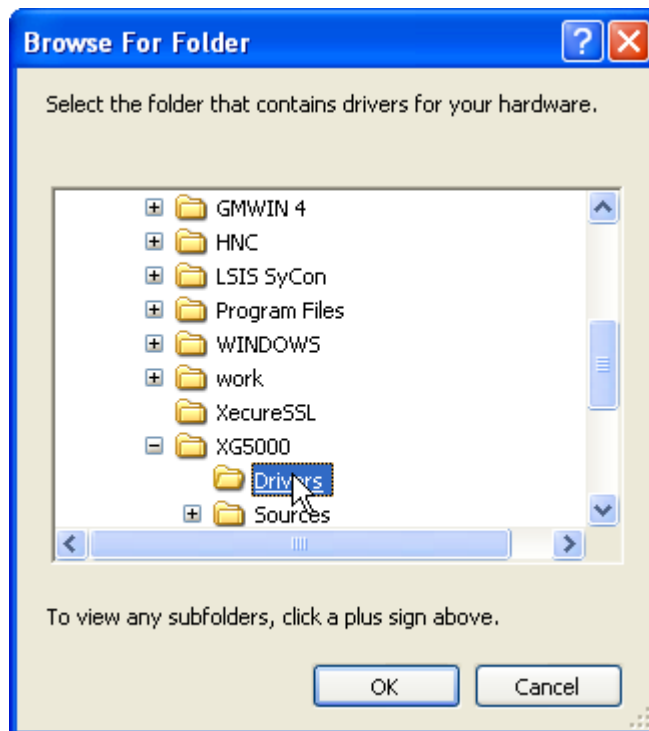 Browse For Folder
Select the folder that contains drivers for your hardware.
GMWIN 4
HNC
LSIS SyCon
Program Files
WINDOWS
work
XecureSSL
XG5000
Drivers
Sources
To view any subfolders, click a plus sign above.
OK
Cancel